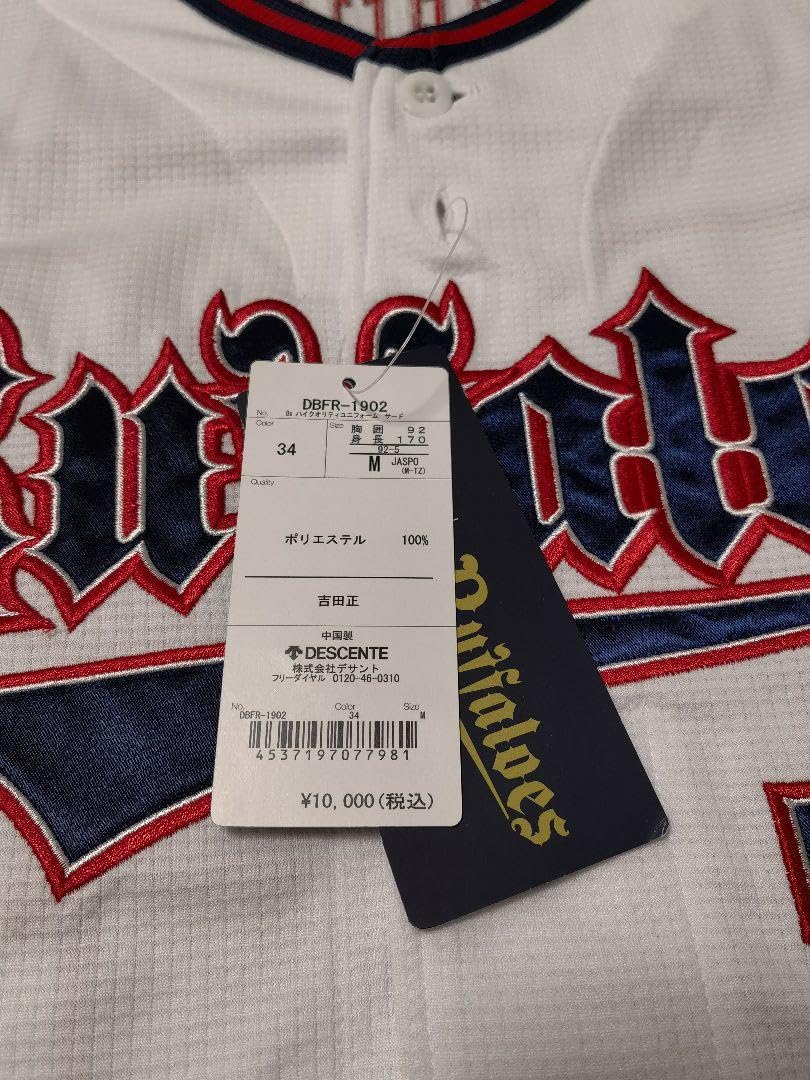 Buffaloes
DBFR-1902
No. Bs ハイクオリティユニフォーム サード
Color 34
Size 胸囲 92
身長 170
92-5
M JASPO
(M-TZ)
Quality
ポリエステル 100%
吉田正
中国製
DESCENTE
株式会社デサント
フリーダイヤル 0120-46-0310
No. Color Size
DBFR-1902 34 M
4537197077981
¥10,000(税込)
Buffaloes